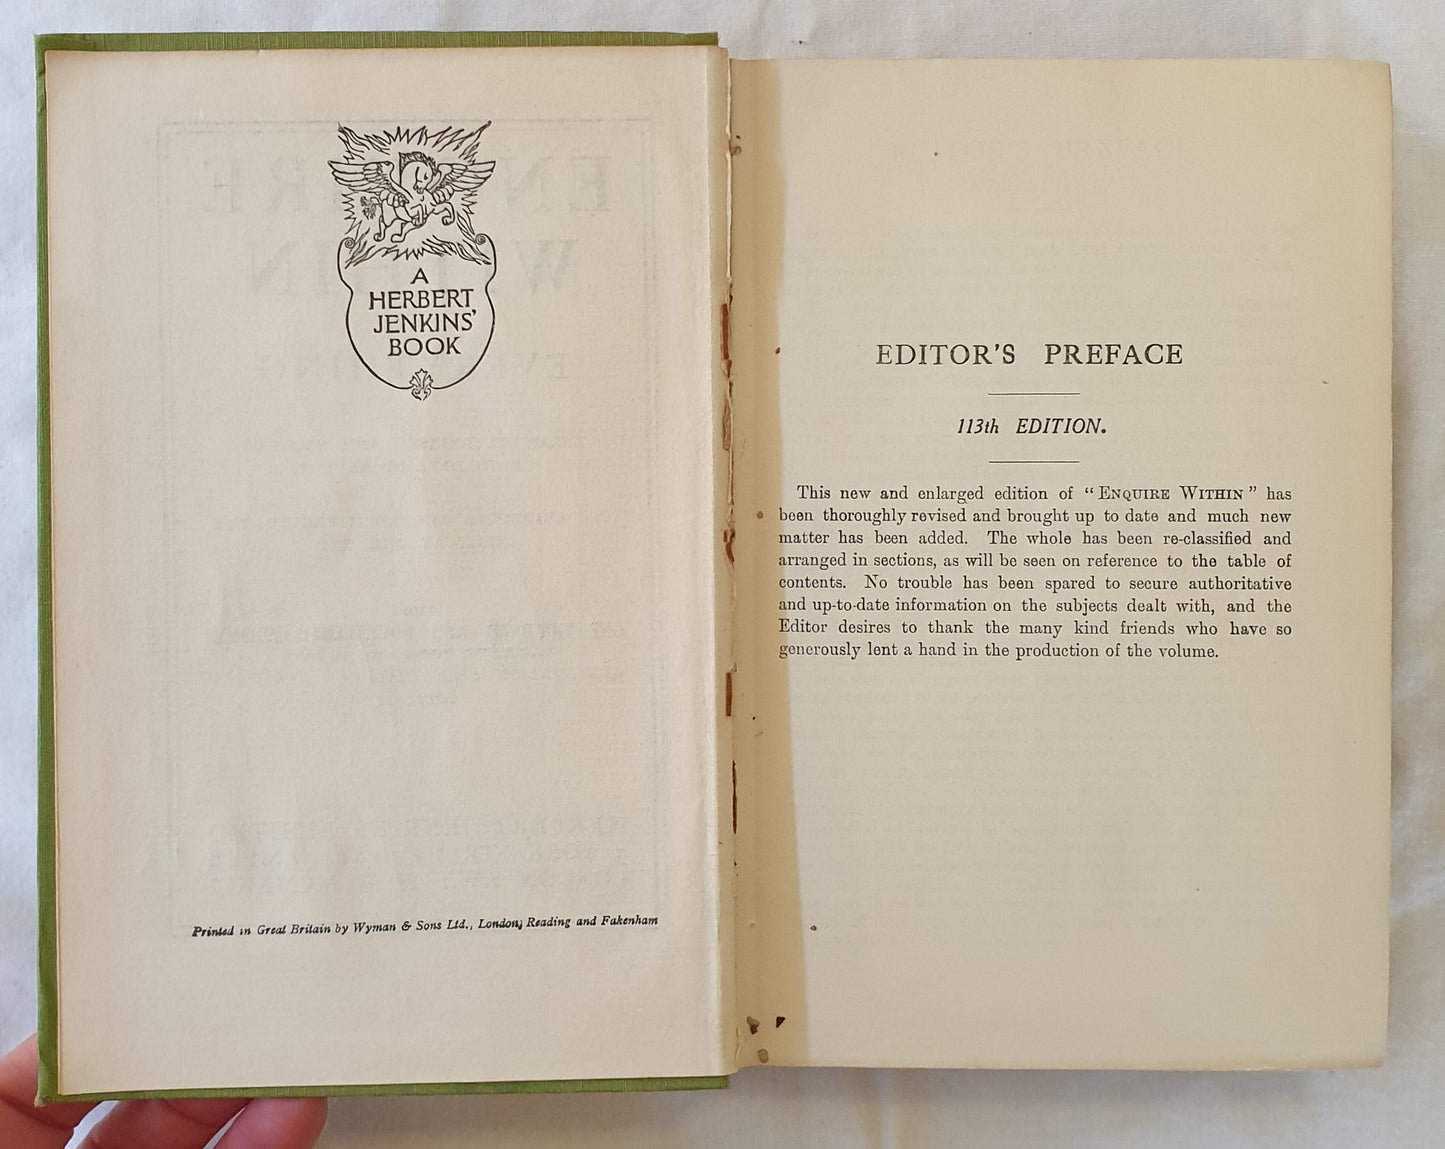 A
HERBERT
JENKINS'
BOOK
Printed in Great Britain by Wyman & Sons Ltd., London, Reading and Fakenham
EDITOR'S PREFACE
113th EDITION.
This new and enlarged edition of “ENQUIRE WITHIN” has
been thoroughly revised and brought up to date and much new
matter has been added. The whole has been re-classified and
arranged in sections, as will be seen on reference to the table of
contents. No trouble has been spared to secure authoritative
and up-to-date information on the subjects dealt with, and the
Editor desires to thank the many kind friends who have so
generously lent a hand in the production of the volume.